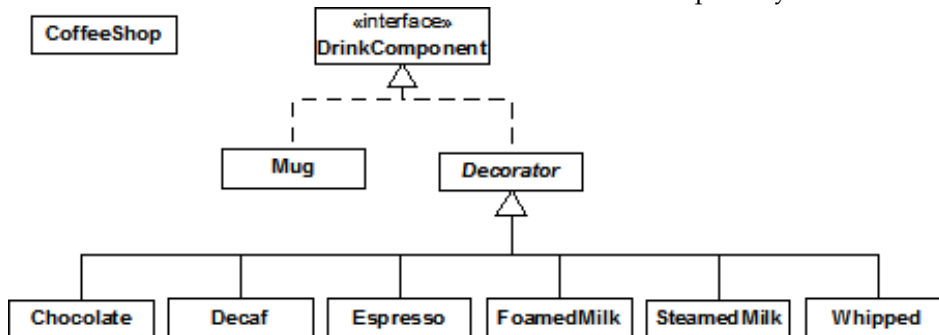 «interface»
DrinkComponent
CoffeeShop
Mug
Decorator
Chocolate
Decaf
Espresso
FoamedMilk
SteamedMilk
Whipped